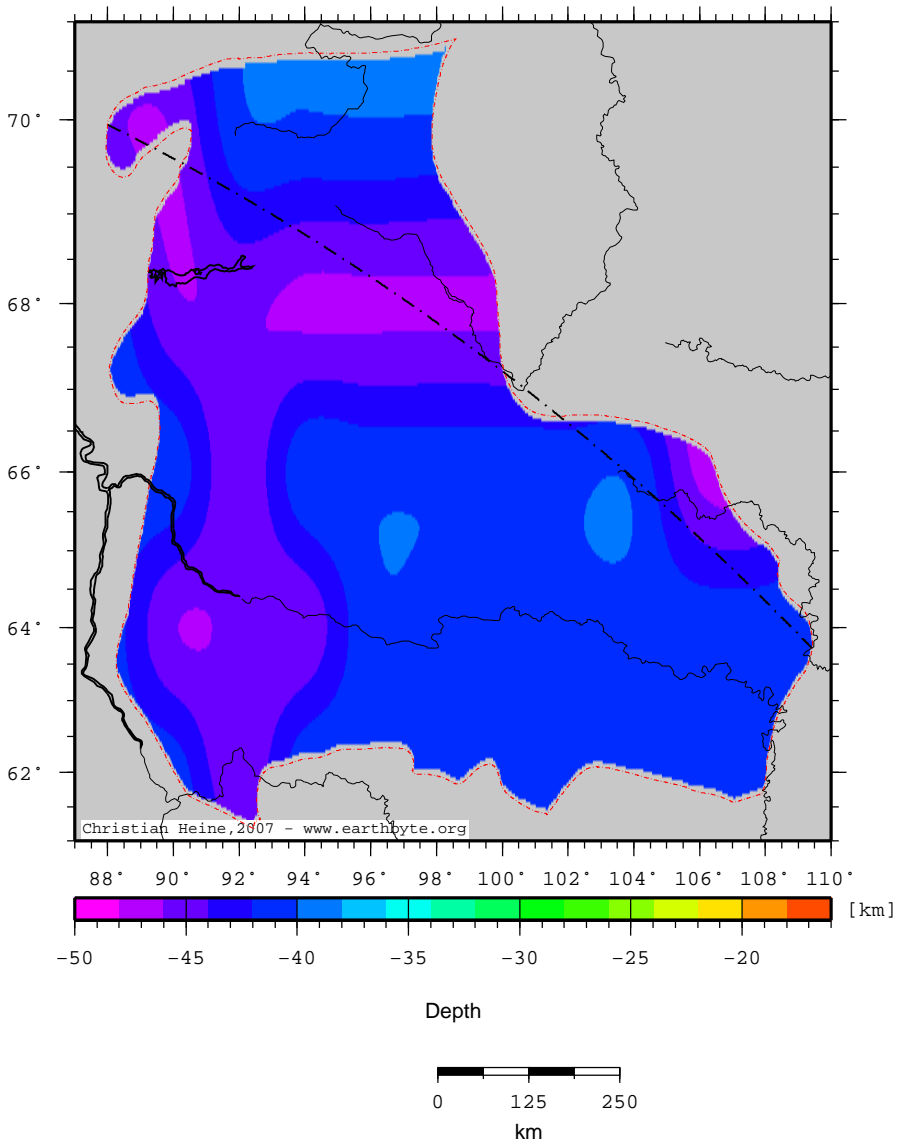 70°
68°
66°
64°
62°
Christian Heine,2007 - www.earthbyte.org
88° 90° 92° 94° 96° 98° 100° 102° 104° 106° 108° 110°
[km]
−50 −45 −40 −35 −30 −25 −20
Depth
0 125 250
km